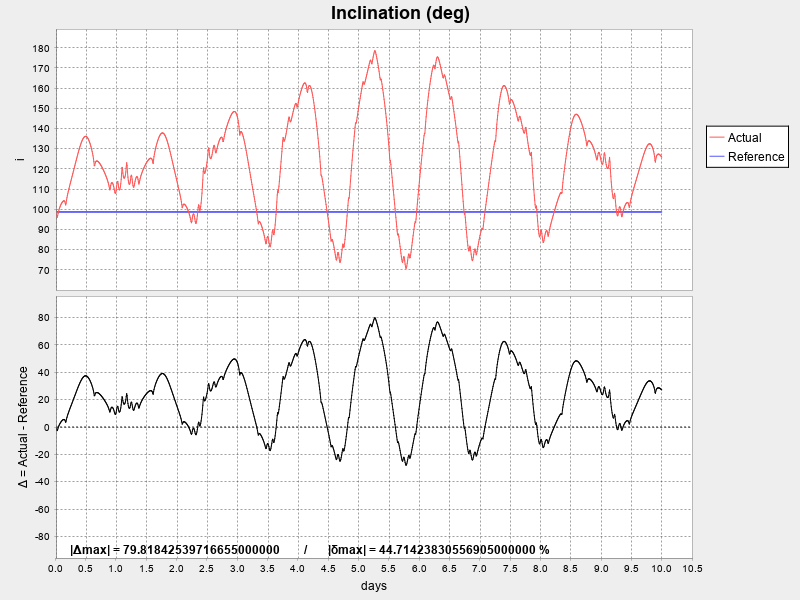 Inclination (deg)
180
170
160
150
140
130
120
110
100
90
80
70
i
Actual
Reference
80
60
40
20
0
-20
-40
-60
-80
Δ = Actual - Reference
|Δmax| = 79.81842539716655000000 / |δmax| = 44.71423830556905000000 %
0.0 0.5 1.0 1.5 2.0 2.5 3.0 3.5 4.0 4.5 5.0 5.5 6.0 6.5 7.0 7.5 8.0 8.5 9.0 9.5 10.0 10.5
days